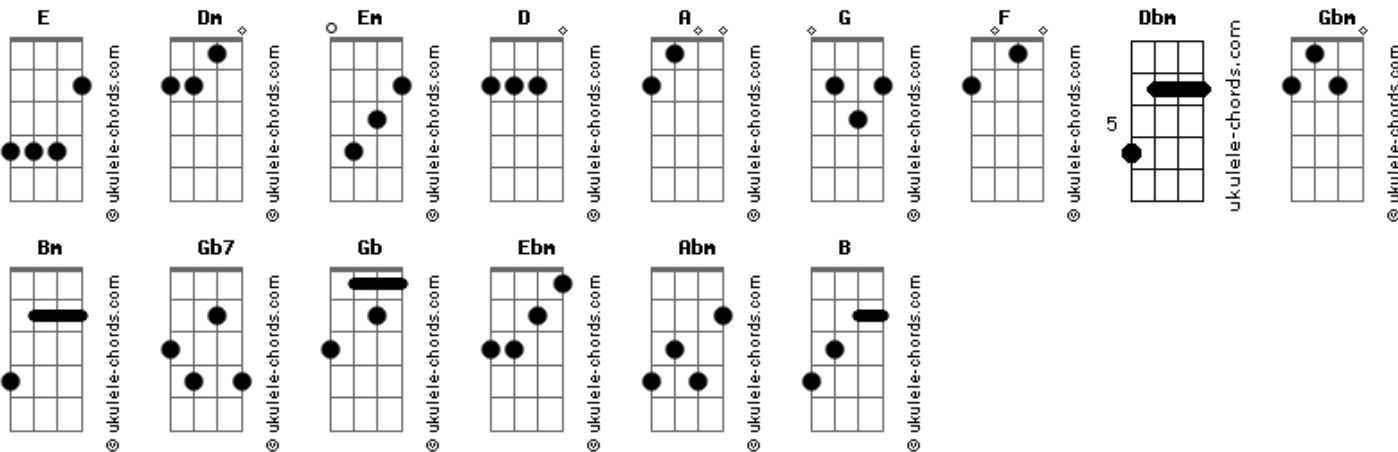 E Dm Em D A G F Dbm Gbm
© ukulele-chords.com © ukulele-chords.com © ukulele-chords.com © ukulele-chords.com © ukulele-chords.com © ukulele-chords.com © ukulele-chords.com 5 ukulele-chords.com © ukulele-chords.com
Bm Gb7 Gb Ebm Abm B
© ukulele-chords.com © ukulele-chords.com © ukulele-chords.com © ukulele-chords.com © ukulele-chords.com © ukulele-chords.com